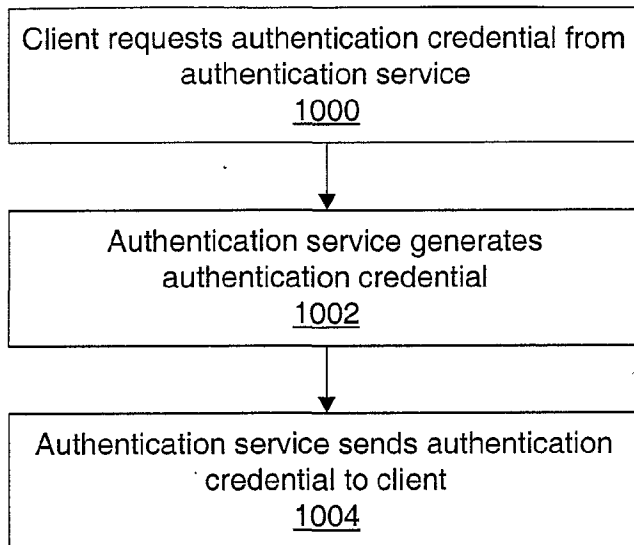 Client requests authentication credential from
authentication service
1000
Authentication service generates
authentication credential
1002
Authentication service sends authentication
credential to client
1004